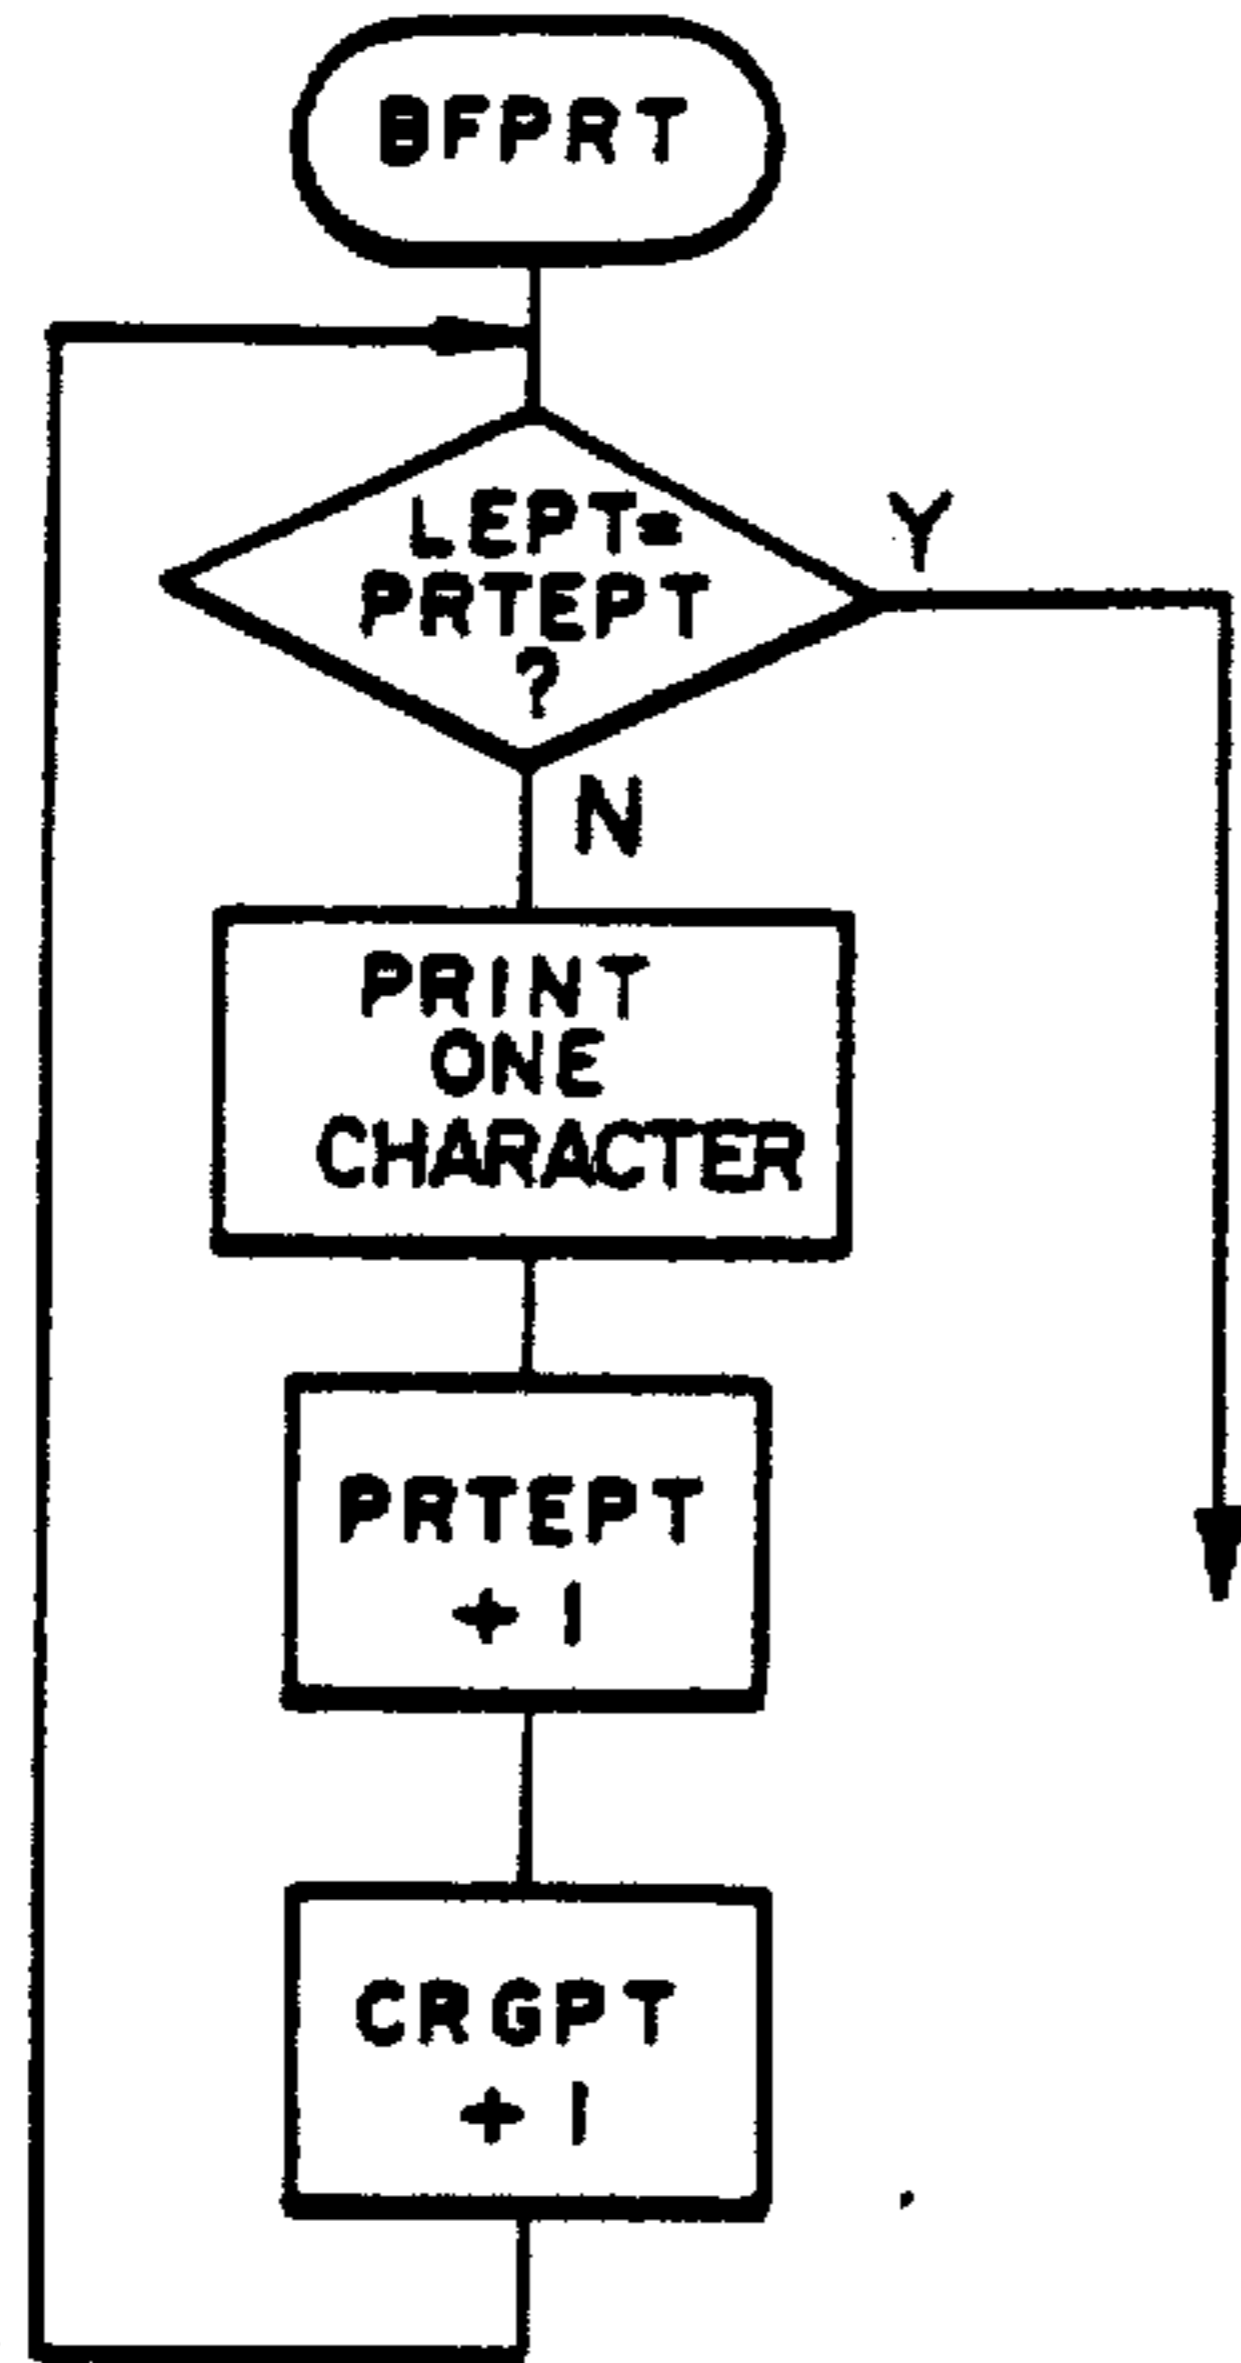 BFPRT
LEPT=
PRTEPT
?
Y
N
PRINT
ONE
CHARACTER
PRTEPT
+ 1
CRGPT
+ 1